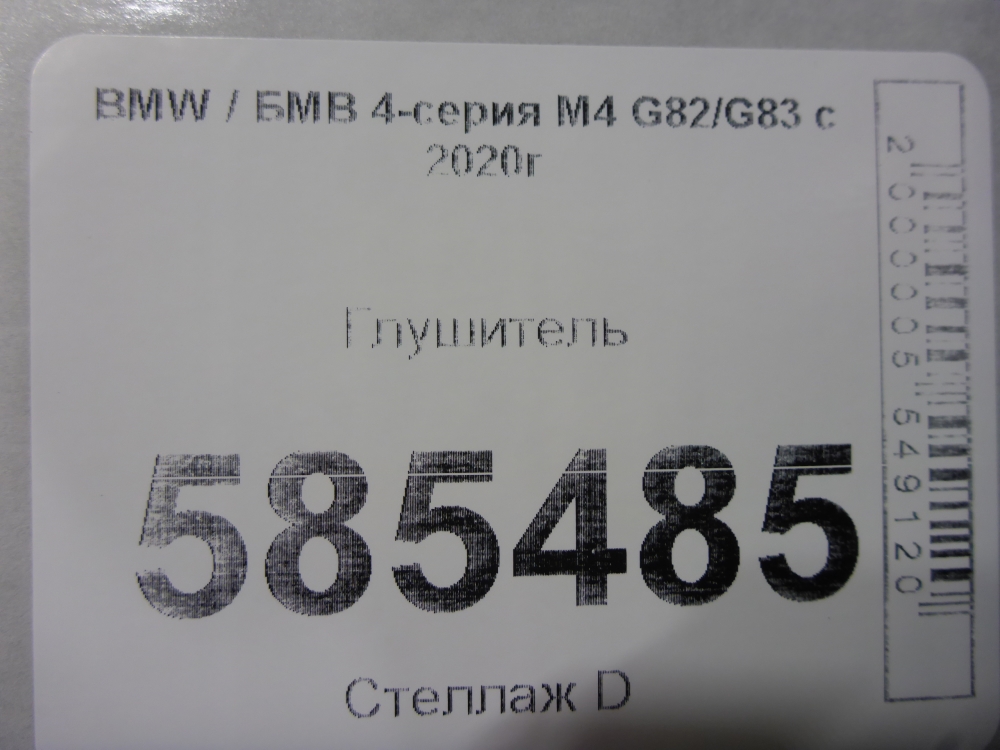 BMW / БМВ 4-серия M4 G82/G83 с
2020г
Глушитель
585485
Стеллаж D
2000005549120